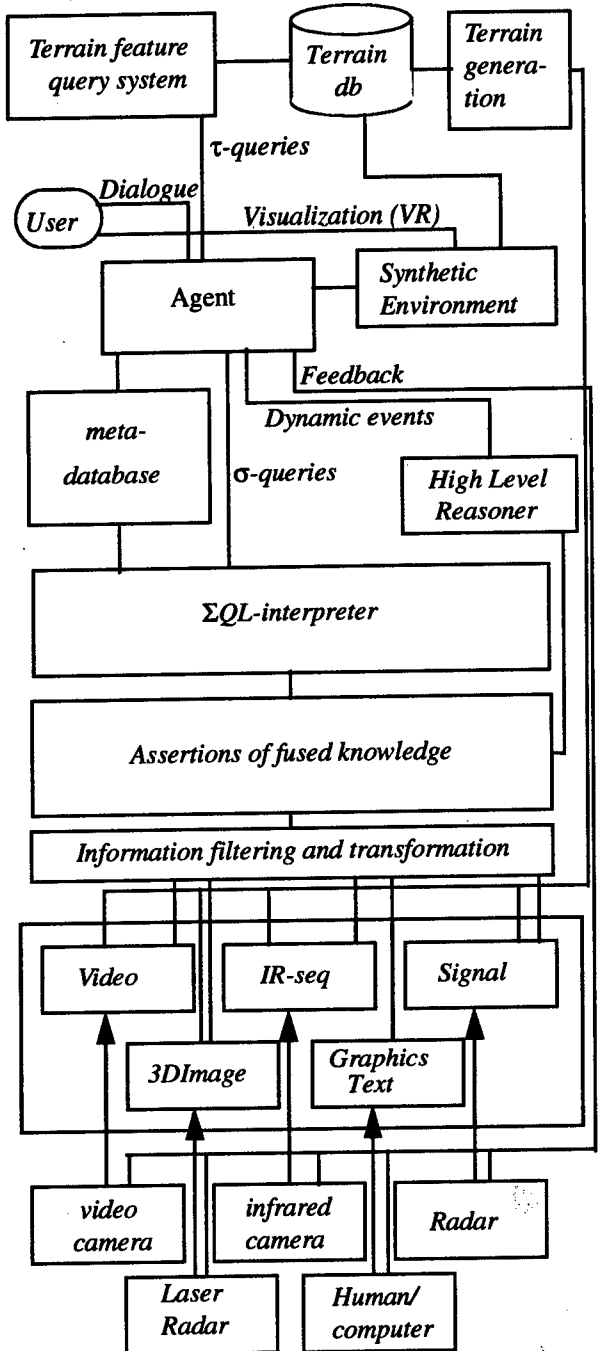 Terrain feature
query system
Terrain
db
Terrain
genera-
tion
τ-queries
Dialogue
User
Visualization (VR)
Agent
Synthetic
Environment
Feedback
Dynamic events
meta-
database
σ-queries
High Level
Reasoner
ΣQL-interpreter
Assertions of fused knowledge
Information filtering and transformation
Video
IR-seq
Signal
3DImage
Graphics
Text
video
camera
infrared
camera
Radar
Laser
Radar
Human/
computer